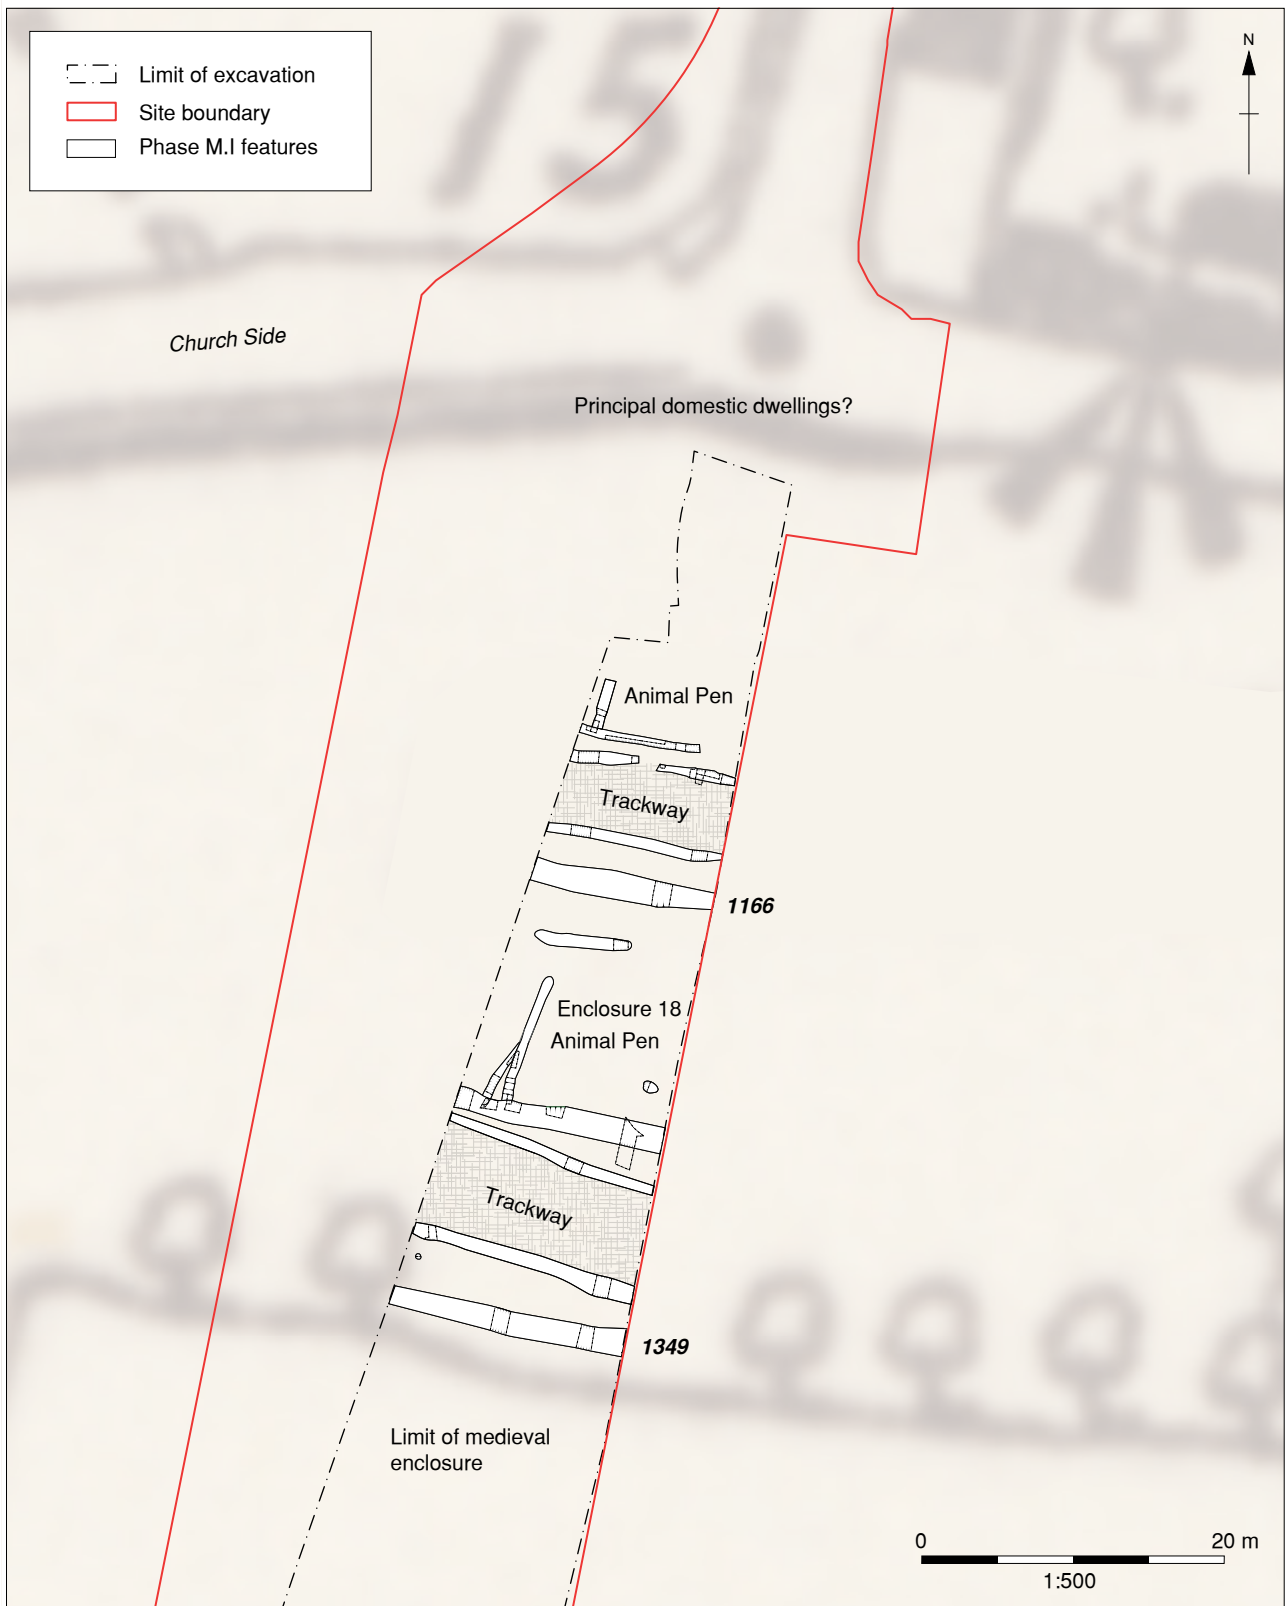 Limit of excavation
Site boundary
Phase M.I features
N
15
Church Side
Principal domestic dwellings?
Animal Pen
Trackway
1166
Enclosure 18
Animal Pen
Trackway
1349
Limit of medieval
enclosure
0 20 m
1:500